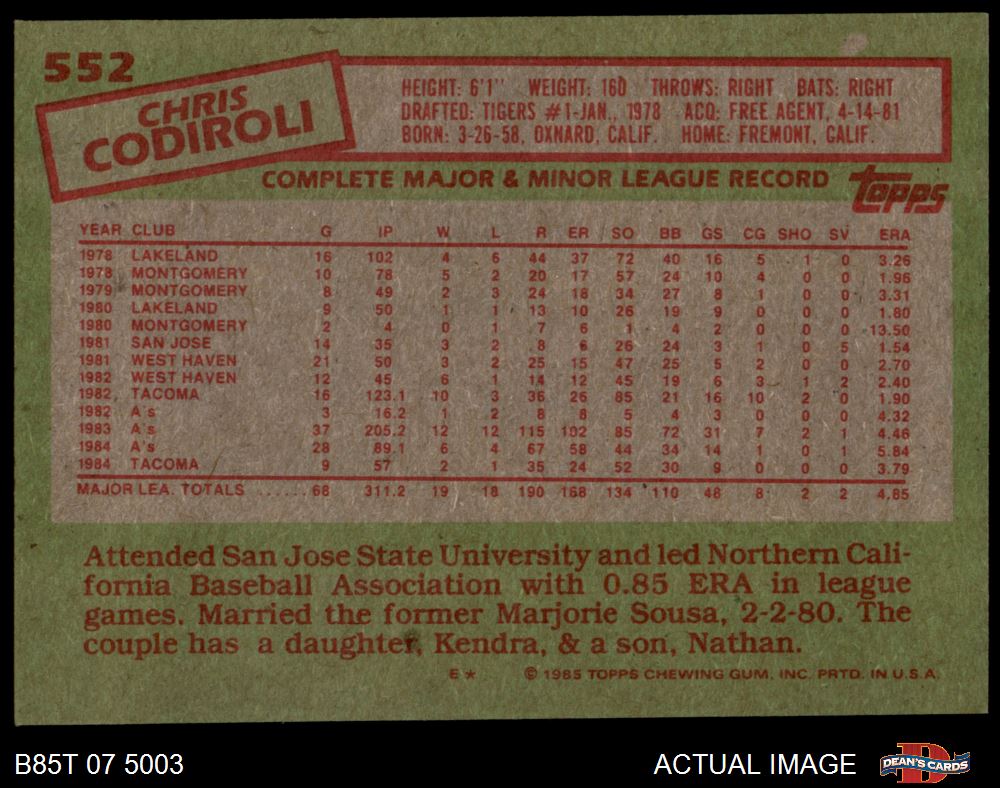 552
CHRIS
CODIROLI
HEIGHT: 6'1" WEIGHT: 160 THROWS: RIGHT BATS: RIGHT
DRAFTED: TIGERS #1-JAN., 1978 ACQ: FREE AGENT, 4-14-81
BORN: 3-26-58, OXNARD, CALIF. HOME: FREMONT, CALIF.
COMPLETE MAJOR & MINOR LEAGUE RECORD topps
YEAR CLUB G IP W L R ER SO BB GS CG SHO SV ERA
1978 LAKELAND 16 102 4 6 44 37 72 40 16 5 1 0 3.26
1978 MONTGOMERY 10 78 5 2 20 17 57 24 10 4 0 0 1.96
1979 MONTGOMERY 8 49 2 3 24 18 34 27 8 1 0 0 3.31
1980 LAKELAND 9 50 1 1 13 10 26 19 9 0 0 0 1.80
1980 MONTGOMERY 2 4 0 1 7 6 1 4 2 0 0 0 13.50
1981 SAN JOSE 14 35 3 2 8 6 26 24 3 1 0 5 1.54
1981 WEST HAVEN 21 50 3 2 25 15 47 25 5 2 0 0 2.70
1982 WEST HAVEN 12 45 6 1 14 12 45 19 6 3 1 2 2.40
1982 TACOMA 16 123.1 10 3 36 26 85 21 16 10 2 0 1.90
1982 A's 3 16.2 1 2 8 8 5 4 3 0 0 0 4.32
1983 A's 37 205.2 12 12 115 102 85 72 31 7 2 1 4.46
1984 A's 28 89.1 6 4 67 58 44 34 14 1 0 1 5.84
1984 TACOMA 9 57 2 1 35 24 52 30 9 0 0 0 3.79
MAJOR LEA. TOTALS ......68 311.2 19 18 190 168 134 110 48 8 2 2 4.85
Attended San Jose State University and led Northern Cali-
fornia Baseball Association with 0.85 ERA in league
games. Married the former Marjorie Sousa, 2-2-80. The
couple has a daughter, Kendra, & a son, Nathan.
E * © 1985 TOPPS CHEWING GUM, INC. PRTD. IN U.S.A.
B85T 07 5003 ACTUAL IMAGE DEAN'S CARDS